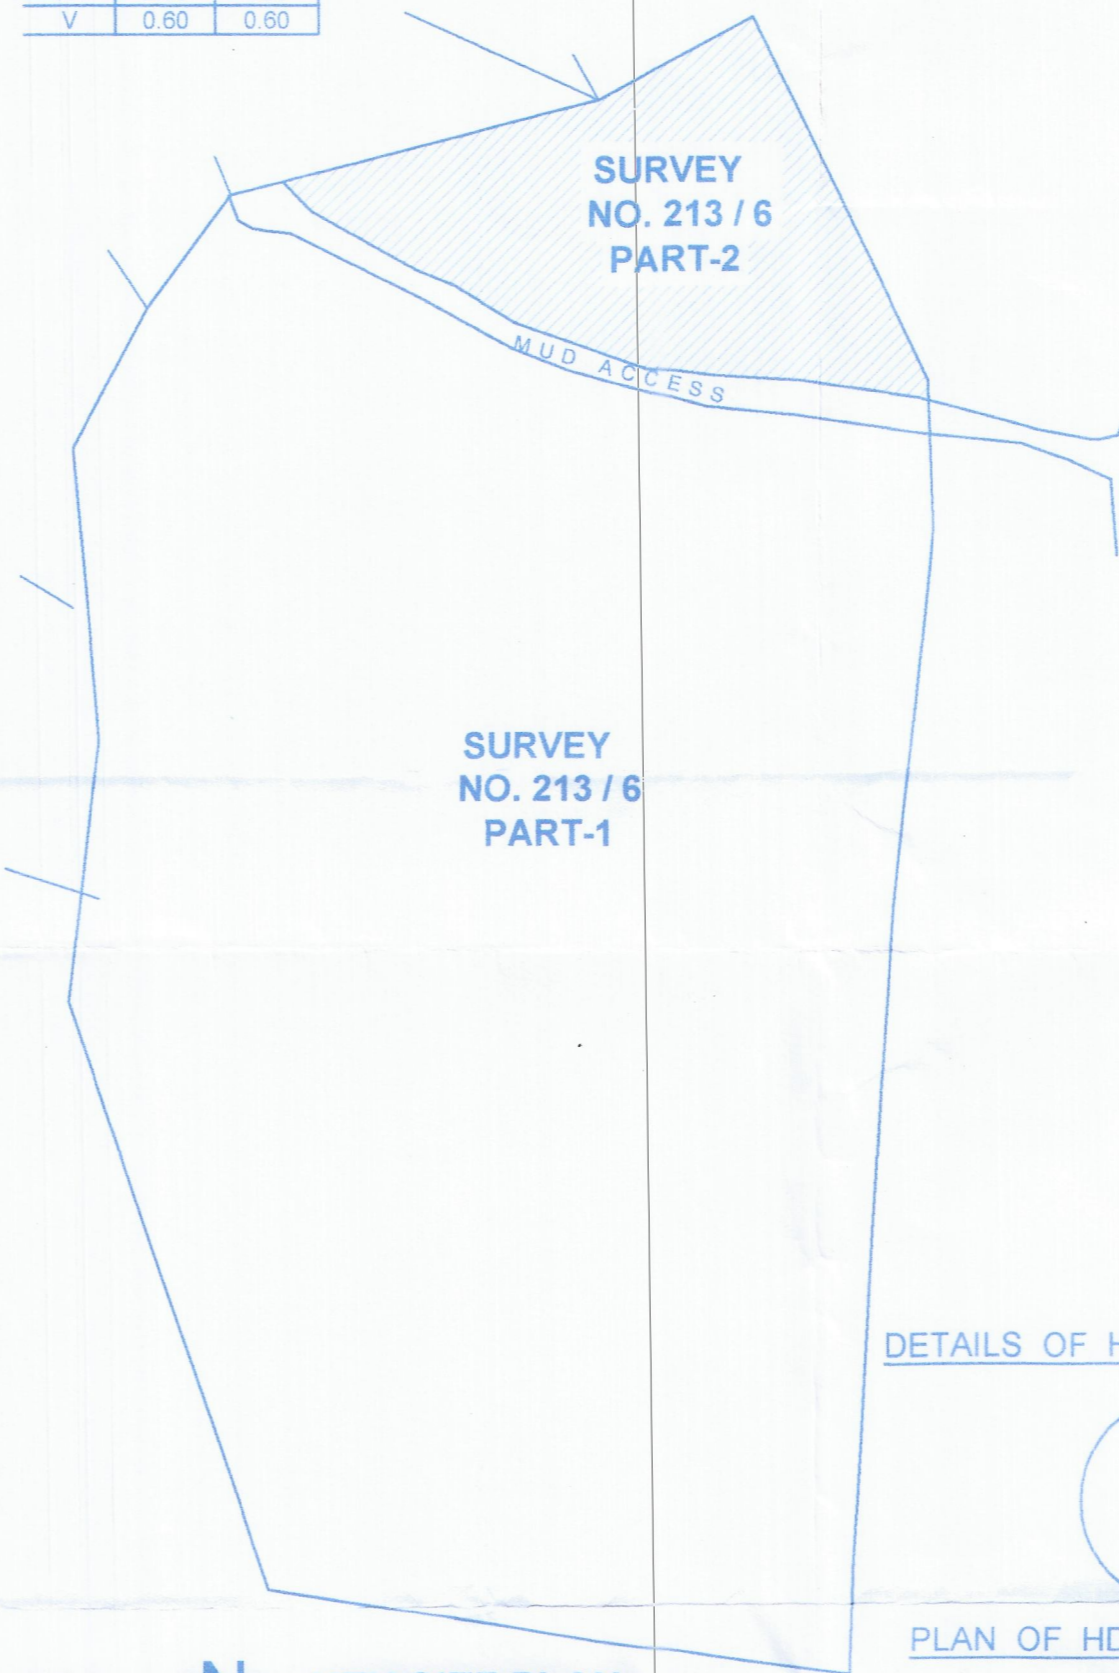 V 0.60 0.60
SURVEY
NO. 213 / 6
PART-2
MUD ACCESS
SURVEY
NO. 213 / 6
PART-1
DETAILS OF H
PLAN OF HD
N